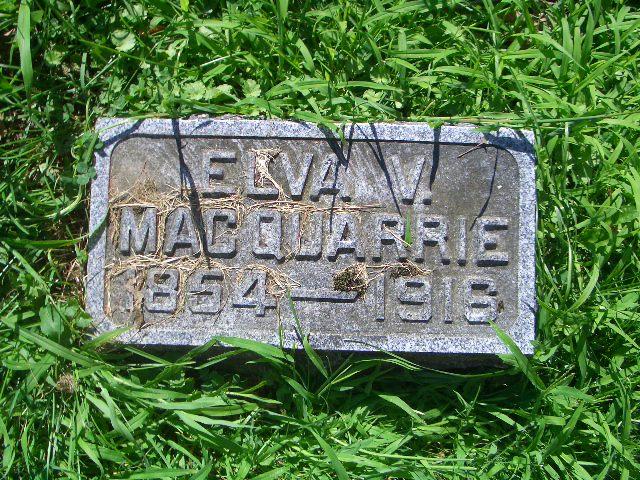 ELVA V.
MACQUARRIE
1854 — 1916